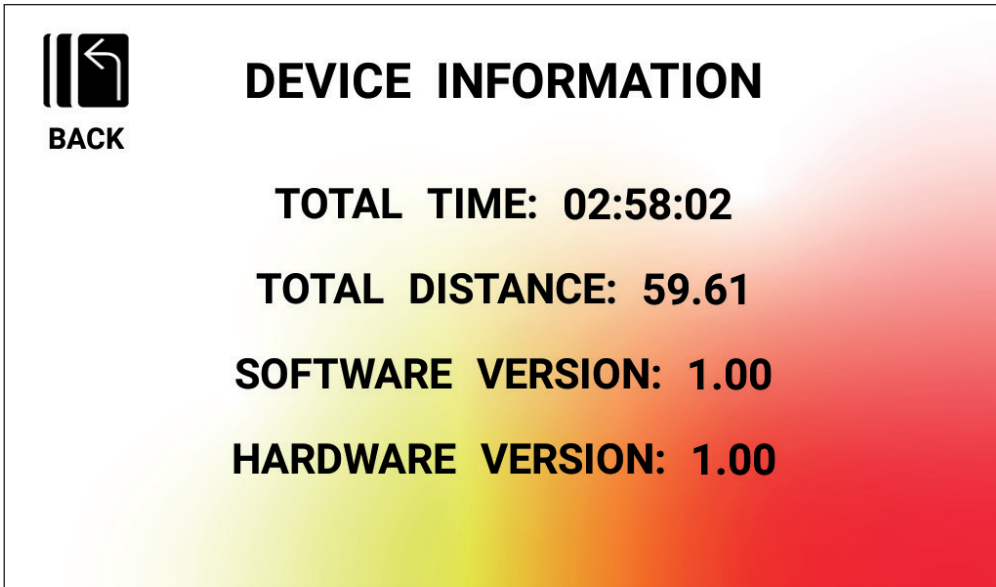 DEVICE INFORMATION
BACK
TOTAL TIME: 02:58:02
TOTAL DISTANCE: 59.61
SOFTWARE VERSION: 1.00
HARDWARE VERSION: 1.00